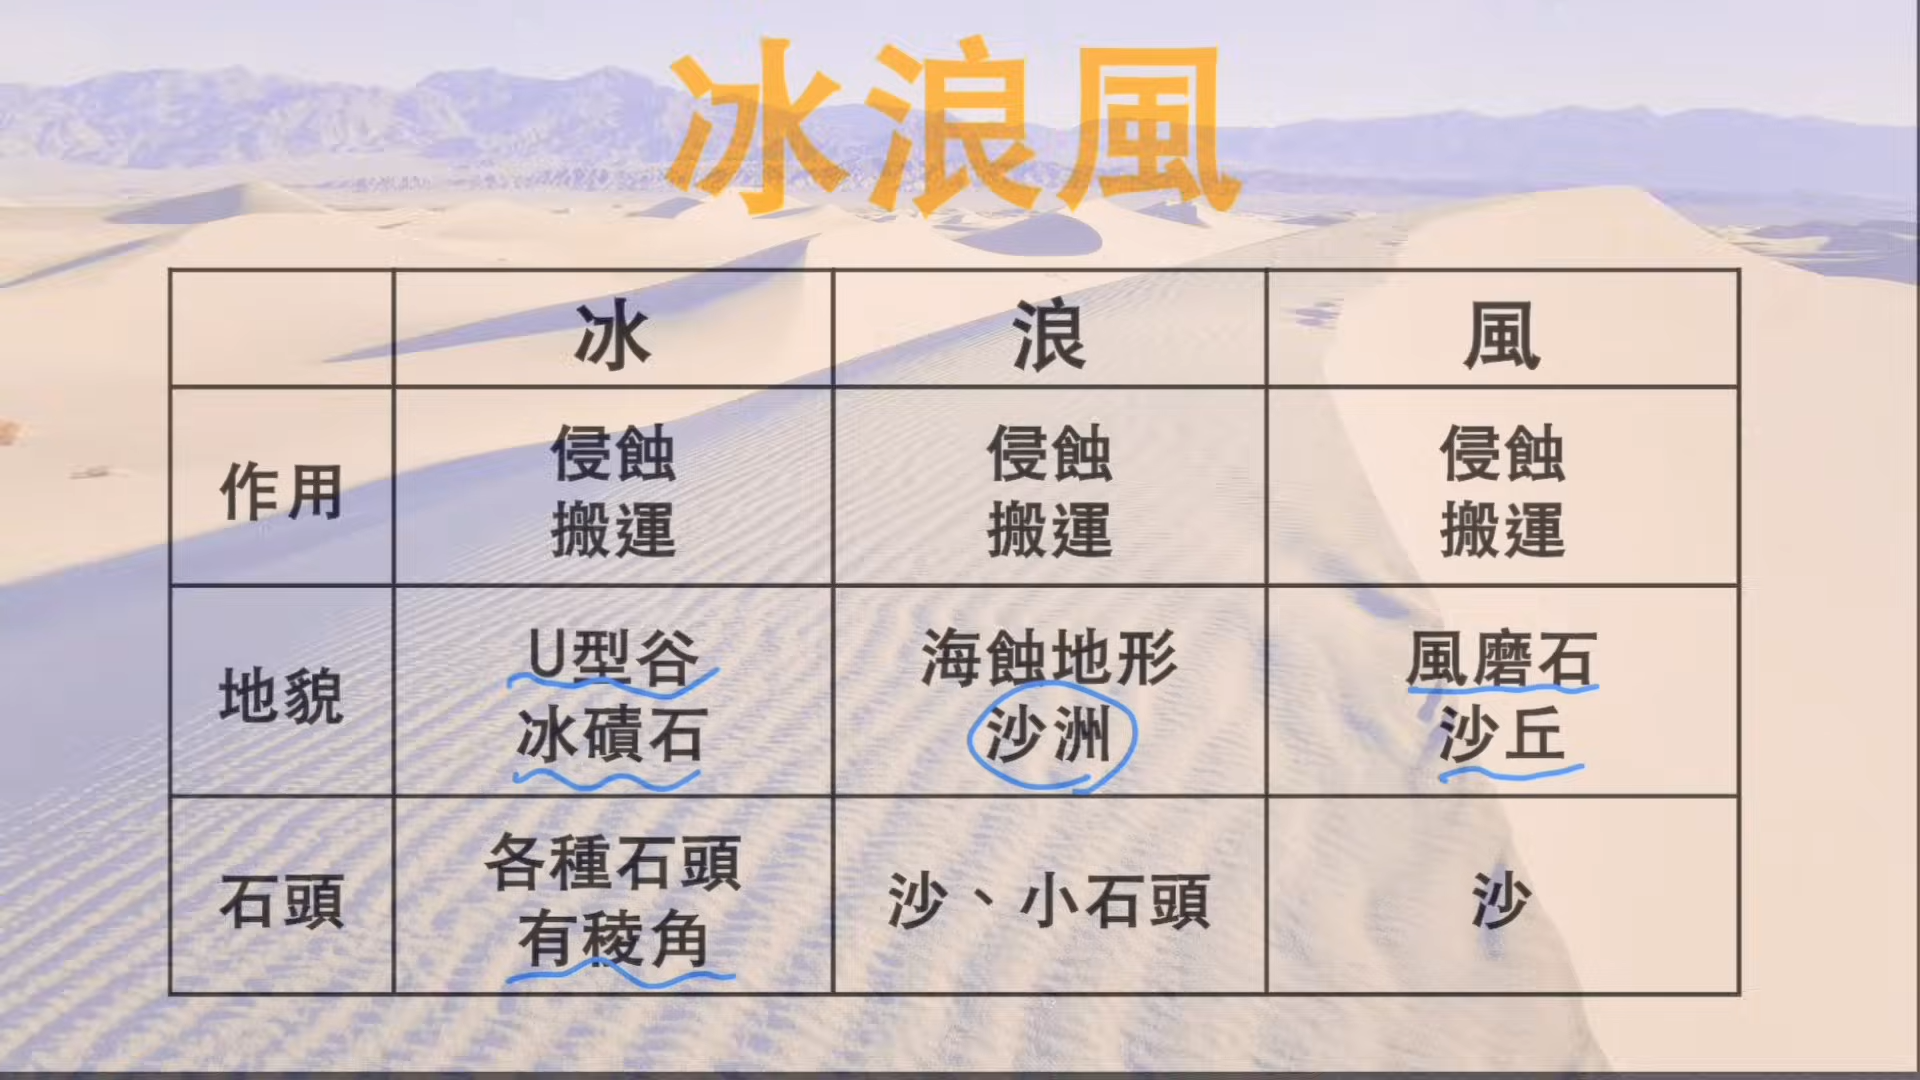 冰浪風
冰 浪 風
作用
侵蝕
搬運
侵蝕
搬運
侵蝕
搬運
地貌
U型谷
冰磧石
海蝕地形
沙洲
風磨石
沙丘
石頭
各種石頭
有稜角
沙、小石頭
沙